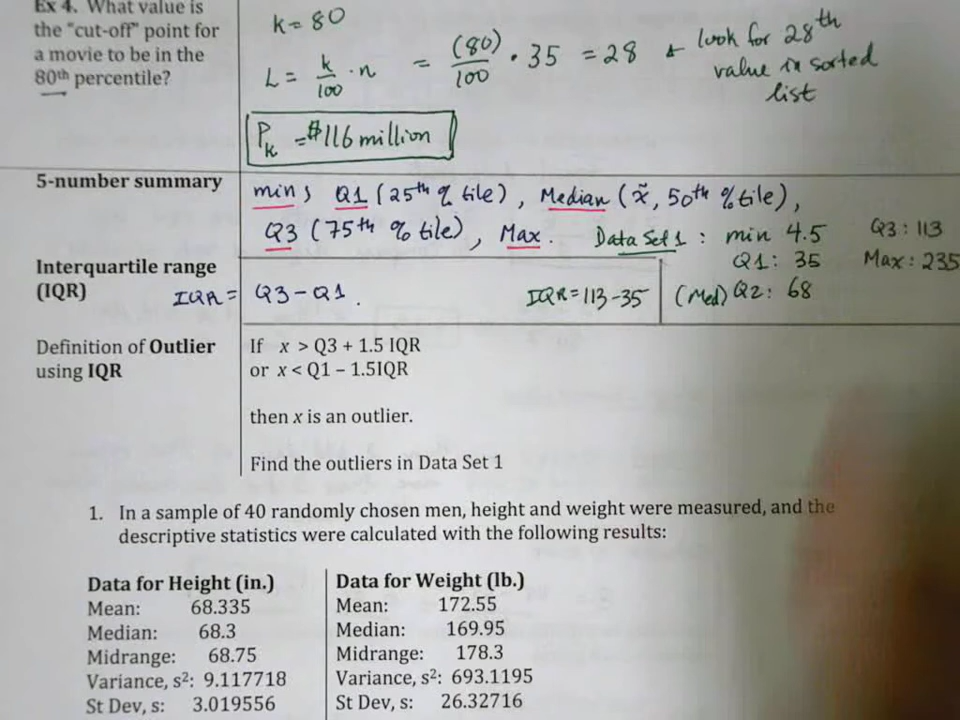 Ex 4. What value is
the "cut-off" point for
a movie to be in the
80th percentile?
k = 80
L = k/100 · n = (80)/100 · 35 = 28 ← look for 28th
value in sorted
list
Pk = $116 million
5-number summary
min, Q1 (25th %tile), Median (x̃, 50th %tile),
Q3 (75th %tile), Max. Data Set 1: min 4.5 Q3: 113
Q1: 35 Max: 235
(Med) Q2: 68
Interquartile range
(IQR)
IQR = Q3 - Q1. IQR = 113 - 35
Definition of Outlier
using IQR
If x > Q3 + 1.5 IQR
or x < Q1 – 1.5IQR
then x is an outlier.
Find the outliers in Data Set 1
1. In a sample of 40 randomly chosen men, height and weight were measured, and the
descriptive statistics were calculated with the following results:
Data for Height (in.)
Mean: 68.335
Median: 68.3
Midrange: 68.75
Variance, s²: 9.117718
St Dev, s: 3.019556
Data for Weight (lb.)
Mean: 172.55
Median: 169.95
Midrange: 178.3
Variance, s²: 693.1195
St Dev, s: 26.32716